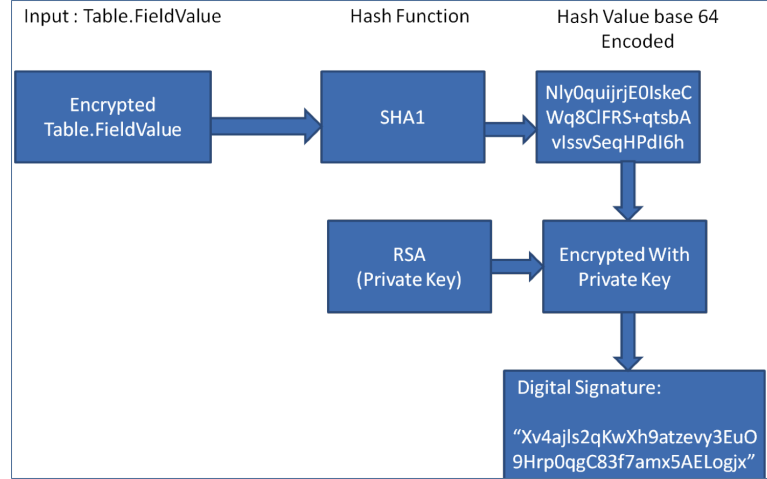 Input : Table.FieldValue
Hash Function
Hash Value base 64
Encoded
Encrypted
Table.FieldValue
SHA1
Nly0quijrjE0IskeC
Wq8ClFRS+qtsbA
vIssvSeqHPdI6h
RSA
(Private Key)
Encrypted With
Private Key
Digital Signature:
“Xv4ajls2qKwXh9atzevy3EuO
9Hrp0qgC83f7amx5AELogjx”